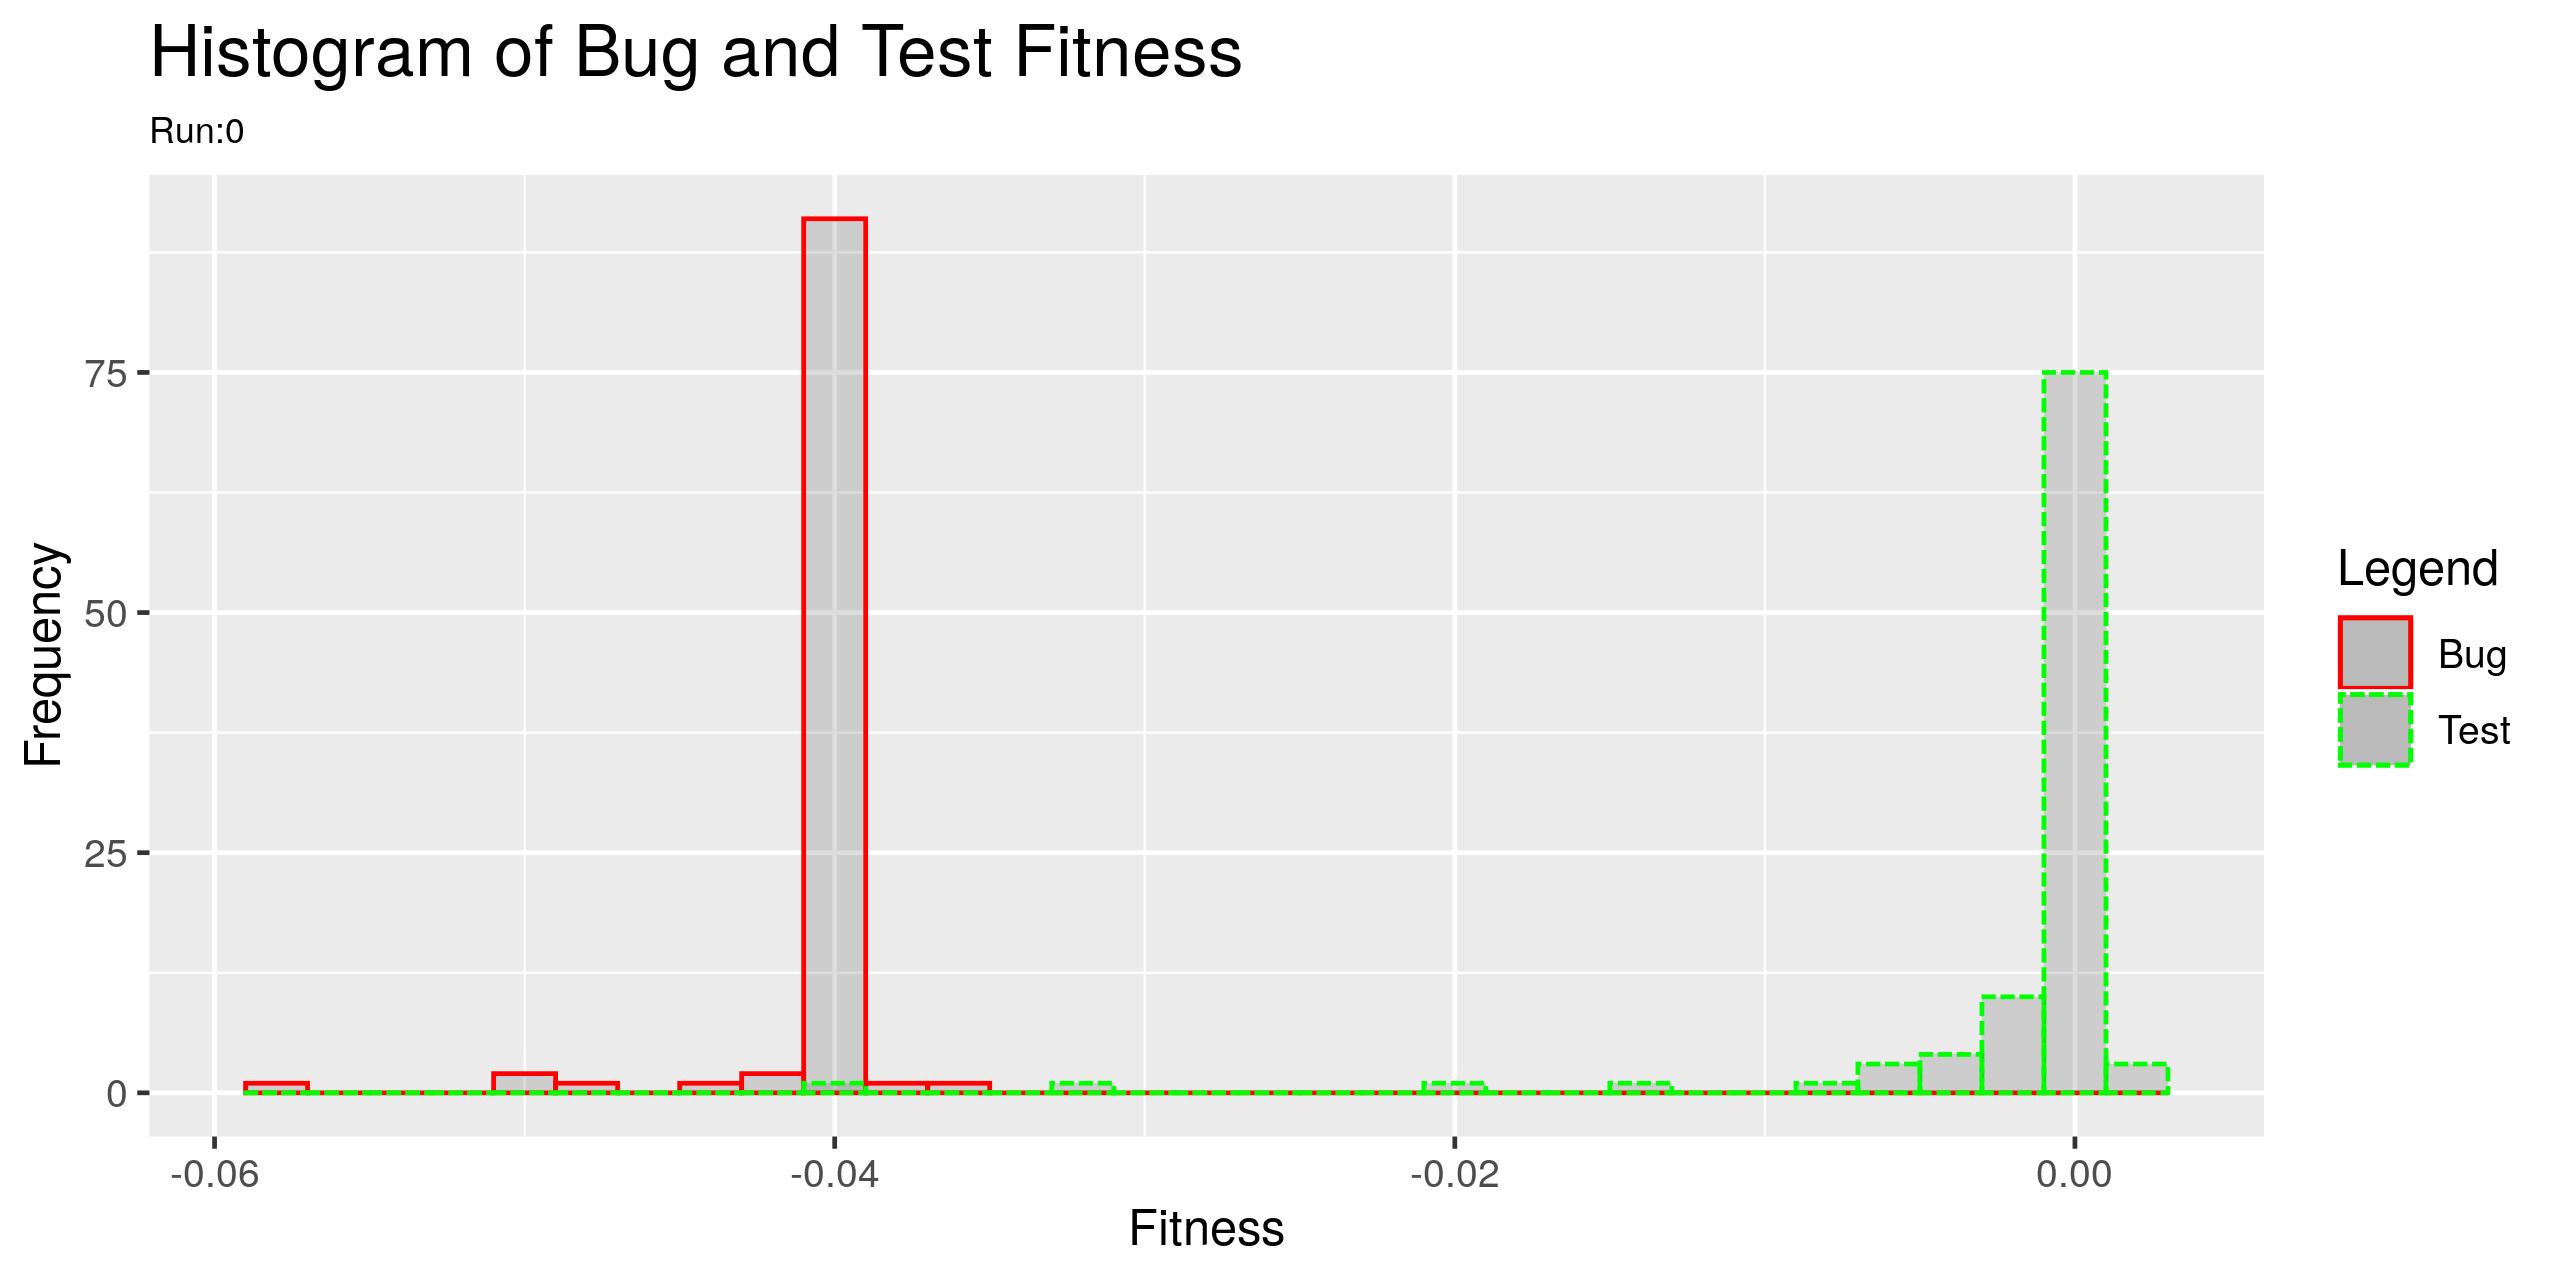 Histogram of Bug and Test Fitness
Run:0
Frequency
75
50
25
0
-0.06
-0.04
-0.02
0.00
Fitness
Legend
Bug
Test